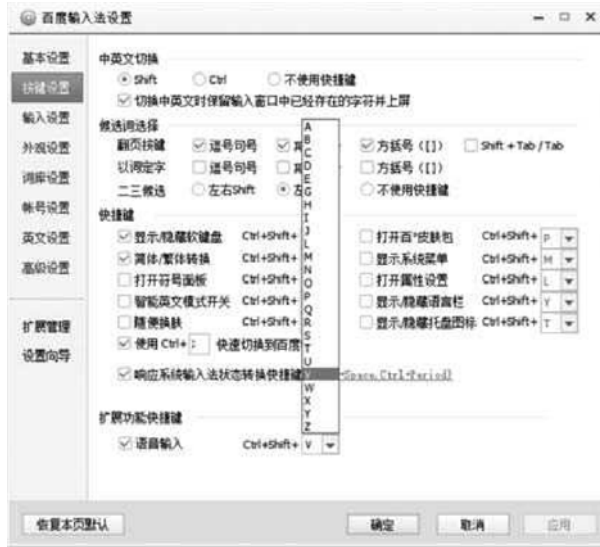 百度输入法设置
基本设置
按键设置
输入设置
外观设置
词库设置
帐号设置
英文设置
高级设置
扩展管理
设置向导
中英文切换
Shift Ctrl 不使用快捷键
切换中英文时保留输入窗口中已经存在的字符并上屏
候选词选择
翻页按键 逗号句号 号 方括号 ([]) Shift + Tab / Tab
以词定字 逗号句号 方括号 ([])
二三候选 左右Shift 不使用快捷键
快捷键
显示/隐藏软键盘 Ctrl+Shift+ 打开百*皮肤包 Ctrl+Shift+ P
简体/繁体转换 Ctrl+Shift+ 显示系统菜单 Ctrl+Shift+ M
打开符号面板 Ctrl+Shift+ 打开属性设置 Ctrl+Shift+ L
智能英文模式开关 Ctrl+Shift+ 显示/隐藏语言栏 Ctrl+Shift+ Y
随便换肤 Ctrl+Shift+ 显示/隐藏托盘图标 Ctrl+Shift+ T
使用 Ctrl+ ; 快速切换到百度
响应系统输入法状态转换快捷键 Space,Ctrl+Period)
A
B
C
D
E
G
H
I
J
L
M
N
O
P
Q
R
S
T
U
V
W
X
Y
Z
扩展功能快捷键
语音输入 Ctrl+Shift+ V
恢复本页默认 确定 取消 应用